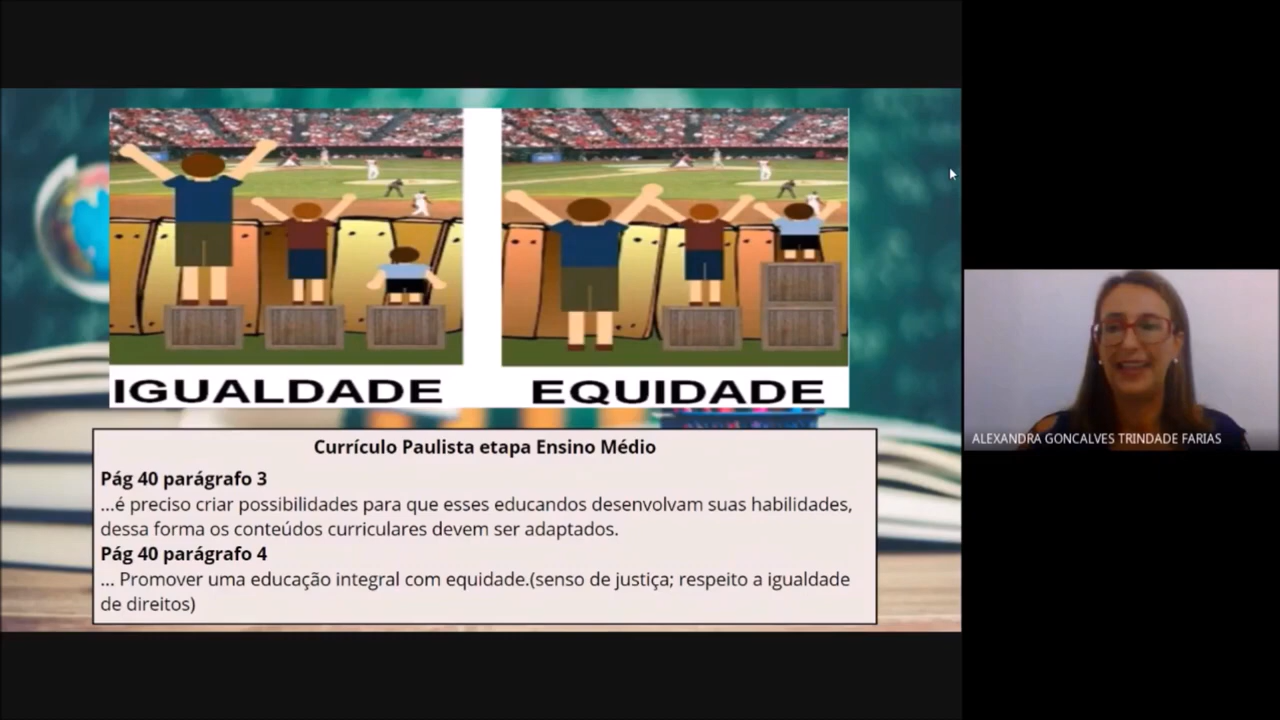 IGUALDADE
EQUIDADE
Currículo Paulista etapa Ensino Médio
Pág 40 parágrafo 3
...é preciso criar possibilidades para que esses educandos desenvolvam suas habilidades,
dessa forma os conteúdos curriculares devem ser adaptados.
Pág 40 parágrafo 4
... Promover uma educação integral com equidade.(senso de justiça; respeito a igualdade
de direitos)
ALEXANDRA GONCALVES TRINDADE FARIAS